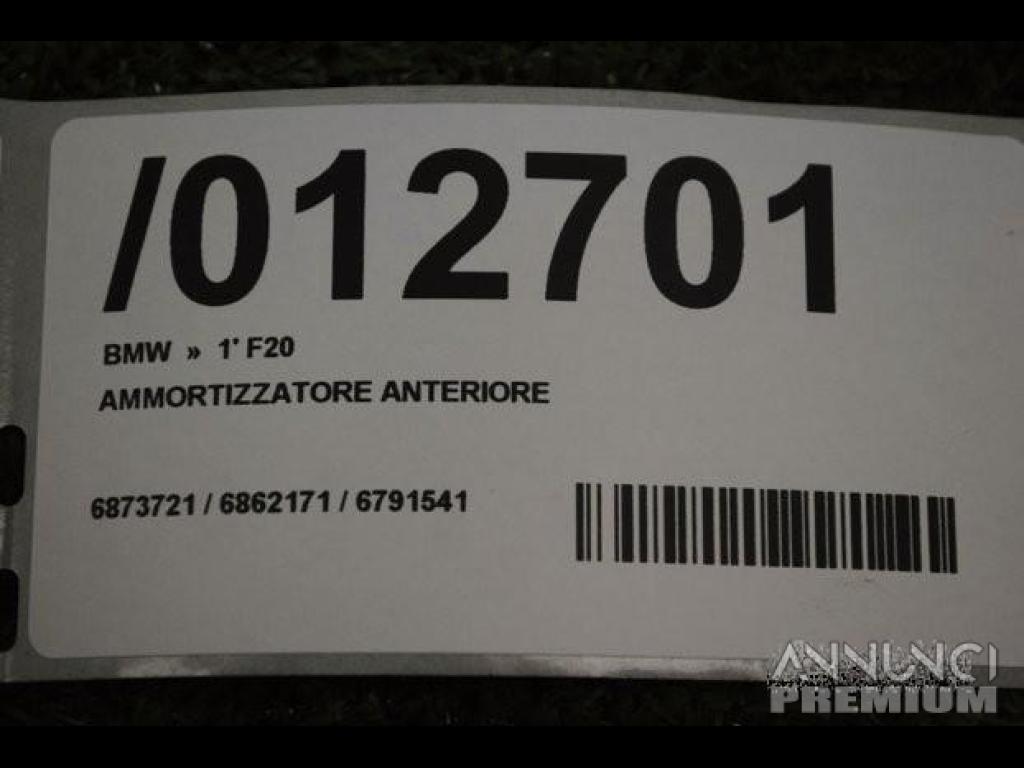 /012701
BMW » 1' F20
AMMORTIZZATORE ANTERIORE
6873721 / 6862171 / 6791541
ANNUNCI
PREMIUM